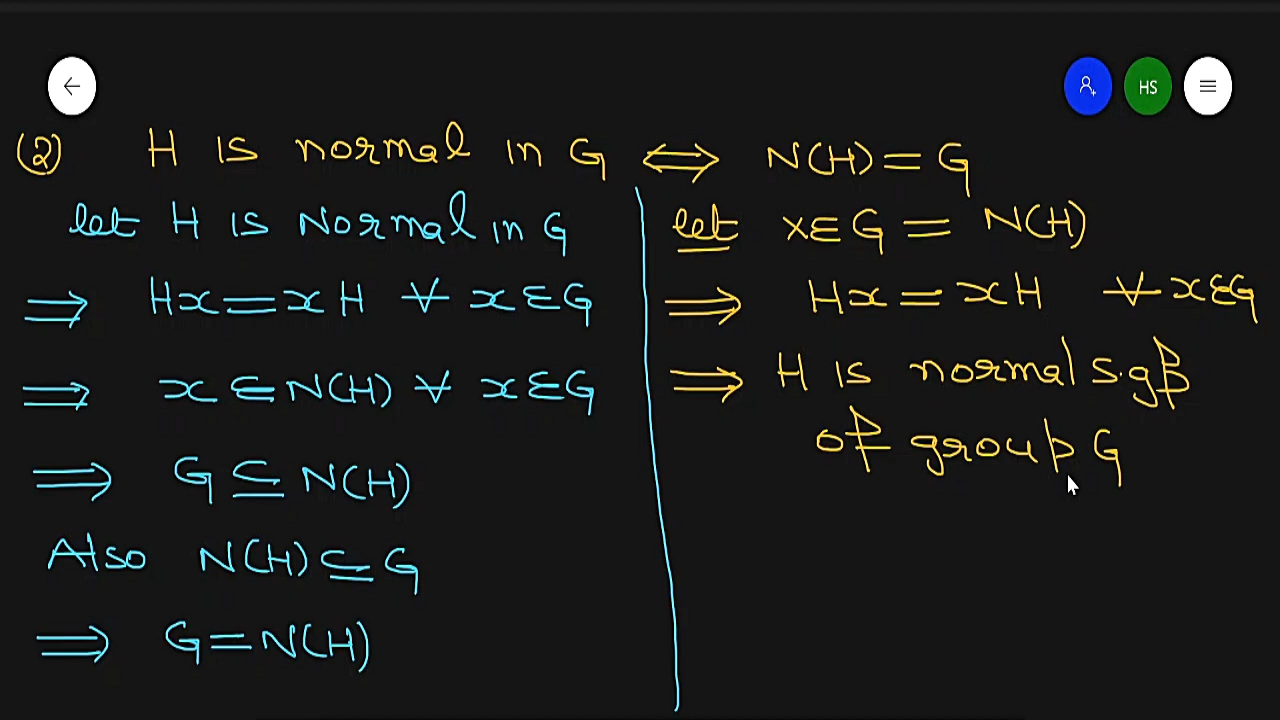 HS
(2) H is normal in G ⟺ N(H) = G
let H is Normal in G
⟹ Hx = xH ∀ x∈G
⟹ x ∈ N(H) ∀ x∈G
⟹ G ⊆ N(H)
Also N(H) ⊆ G
⟹ G = N(H)
let x∈G = N(H)
⟹ Hx = xH ∀ x∈G
⟹ H is normal s.gp
of group G